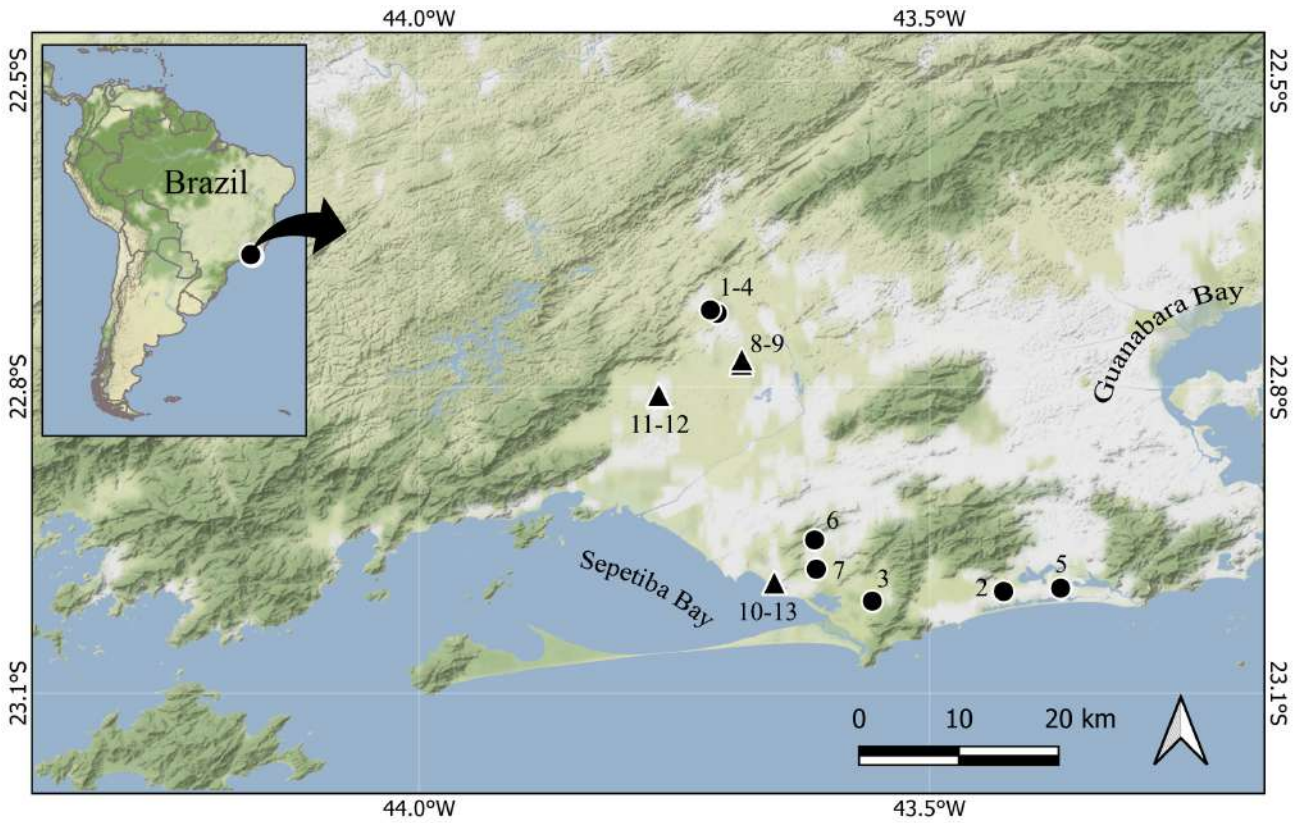 44.0°W
43.5°W
22.5°S
22.5°S
Brazil
1-4
Guanabara Bay
8-9
22.8°S
22.8°S
11-12
6
Sepetiba Bay
7
3
2
5
10-13
23.1°S
23.1°S
0
10
20 km
44.0°W
43.5°W